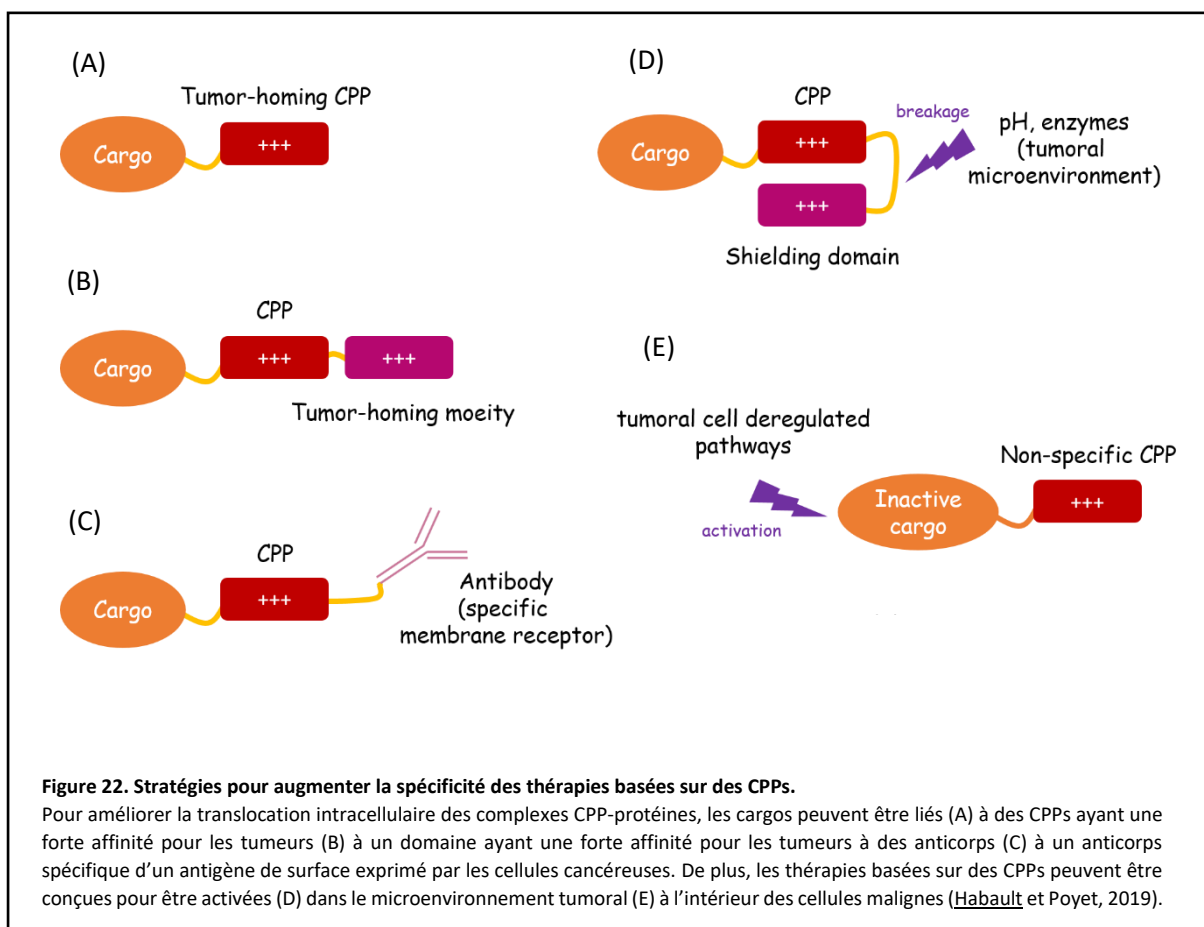 (A)
Tumor-homing CPP
Cargo
+++
(B)
CPP
Cargo
+++
+++
Tumor-homing moeity
(C)
CPP
Cargo
+++
Antibody
(specific
membrane receptor)
(D)
CPP
breakage
Cargo
+++
pH, enzymes
(tumoral
microenvironment)
+++
Shielding domain
(E)
tumoral cell deregulated
pathways
Non-specific CPP
activation
Inactive
cargo
+++
Figure 22. Stratégies pour augmenter la spécificité des thérapies basées sur des CPPs.
Pour améliorer la translocation intracellulaire des complexes CPP-protéines, les cargos peuvent être liés (A) à des CPPs ayant une
forte affinité pour les tumeurs (B) à un domaine ayant une forte affinité pour les tumeurs à des anticorps (C) à un anticorps
spécifique d’un antigène de surface exprimé par les cellules cancéreuses. De plus, les thérapies basées sur des CPPs peuvent être
conçues pour être activées (D) dans le microenvironnement tumoral (E) à l’intérieur des cellules malignes (Habault et Poyet, 2019).